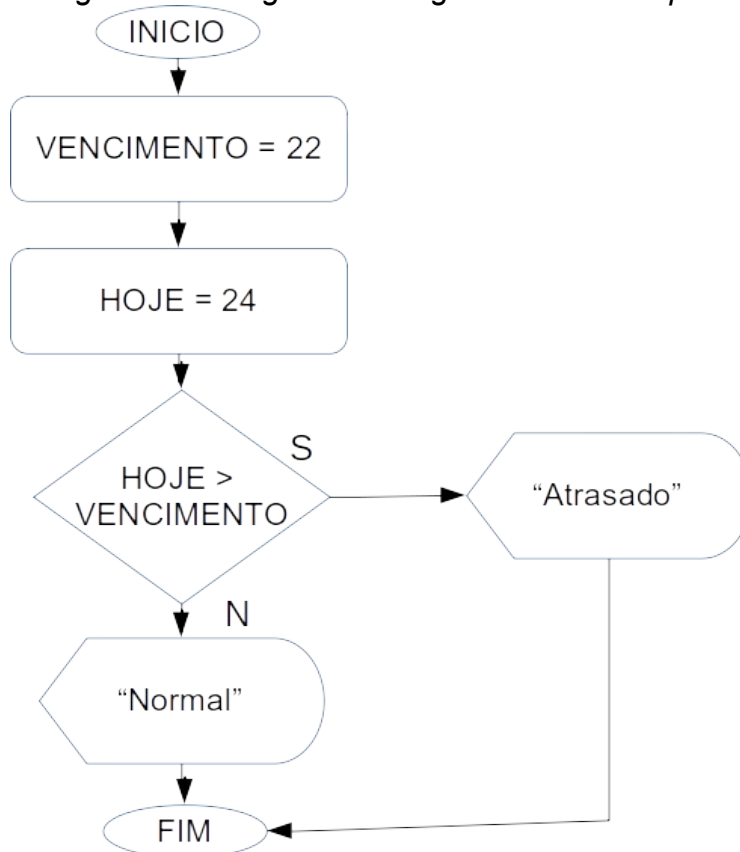 INICIO
VENCIMENTO = 22
HOJE = 24
HOJE >
VENCIMENTO
S
“Atrasado”
N
“Normal”
FIM